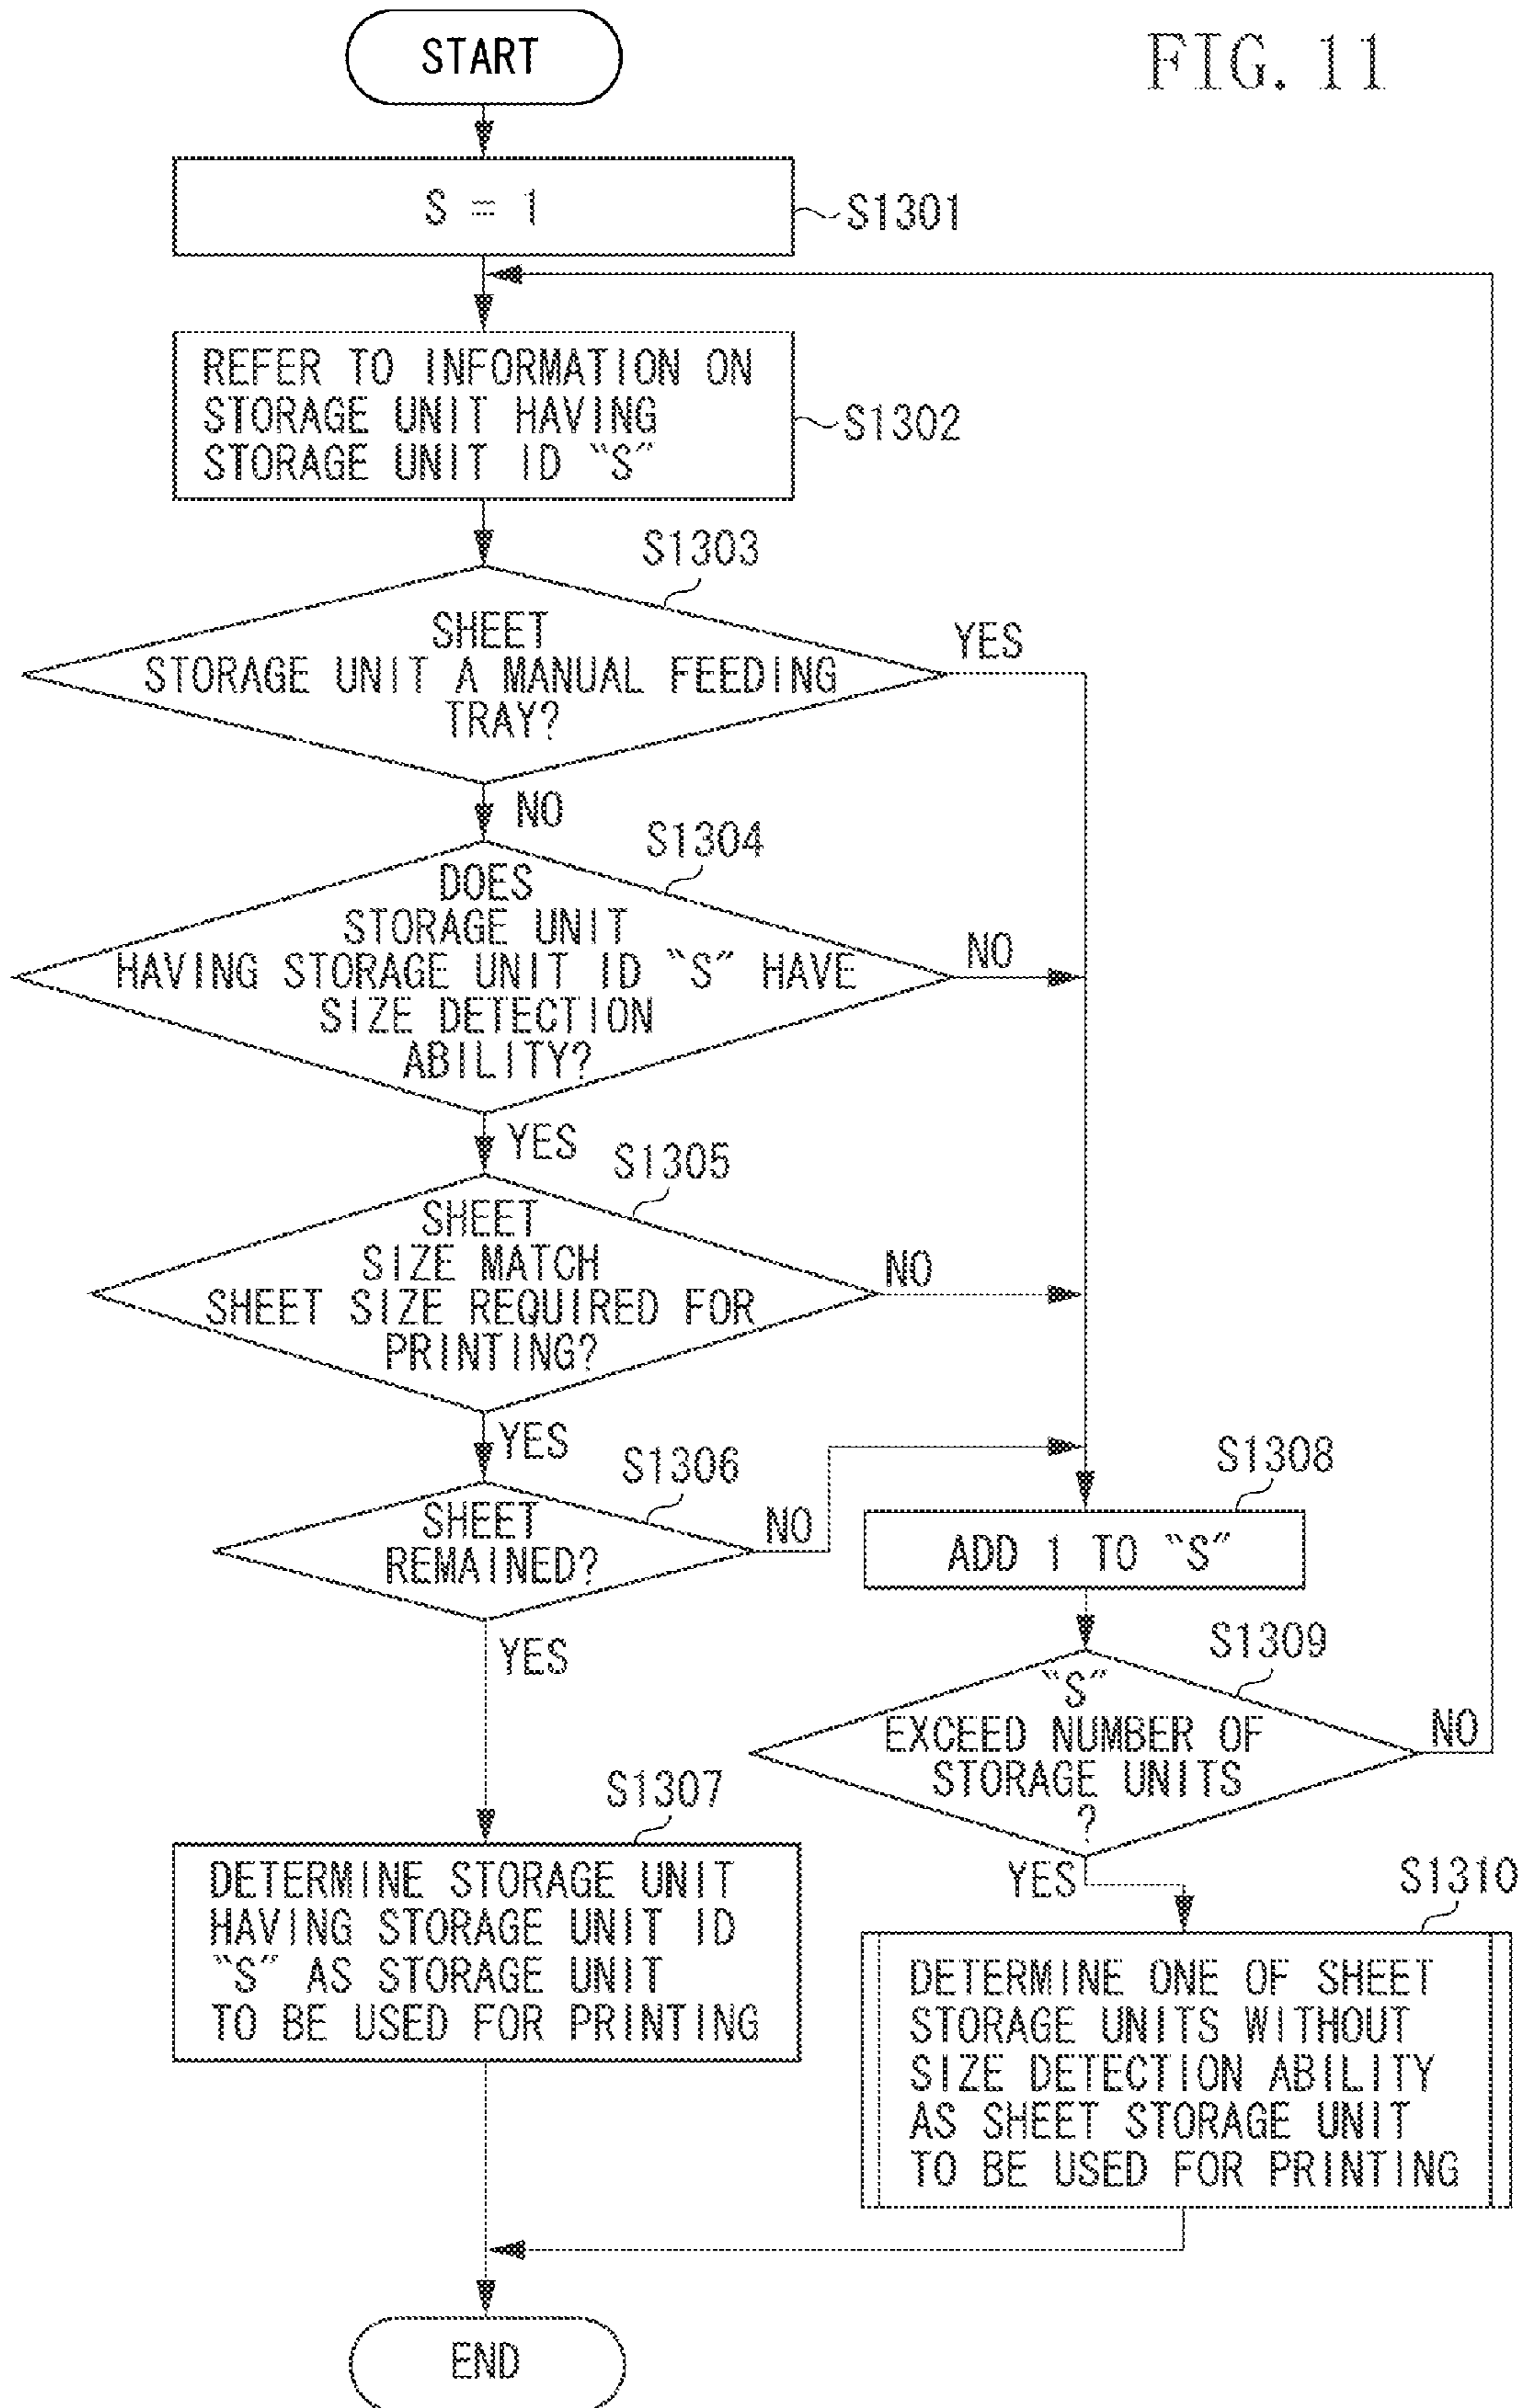 START
FIG. 11
S = 1
S1301
REFER TO INFORMATION ON
STORAGE UNIT HAVING
STORAGE UNIT ID "S"
S1302
S1303
SHEET
STORAGE UNIT A MANUAL FEEDING
TRAY?
YES
NO
S1304
DOES
STORAGE UNIT
HAVING STORAGE UNIT ID "S" HAVE
SIZE DETECTION
ABILITY?
NO
YES
S1305
SHEET
SIZE MATCH
SHEET SIZE REQUIRED FOR
PRINTING?
NO
YES
S1306
SHEET
REMAINED?
NO
YES
S1308
ADD 1 TO "S"
S1309
"S"
EXCEED NUMBER OF
STORAGE UNITS
?
NO
YES
S1307
DETERMINE STORAGE UNIT
HAVING STORAGE UNIT ID
"S" AS STORAGE UNIT
TO BE USED FOR PRINTING
S1310
DETERMINE ONE OF SHEET
STORAGE UNITS WITHOUT
SIZE DETECTION ABILITY
AS SHEET STORAGE UNIT
TO BE USED FOR PRINTING
END